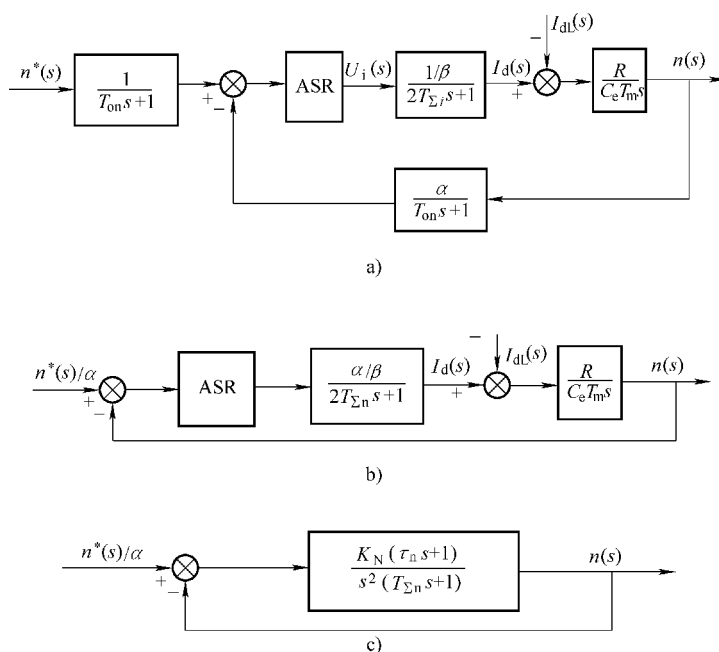 n*(s)
1
T_on s+1
+
−
ASR
U_i(s)
1/β
2T_Σi s+1
I_d(s)
+
−
I_dL(s)
R
C_e T_m s
n(s)
α
T_on s+1
a)
n*(s)/α
+
−
ASR
α/β
2T_Σn s+1
I_d(s)
+
−
I_dL(s)
R
C_e T_m s
n(s)
b)
n*(s)/α
+
−
K_N(τ_n s+1)
s²(T_Σn s+1)
n(s)
c)